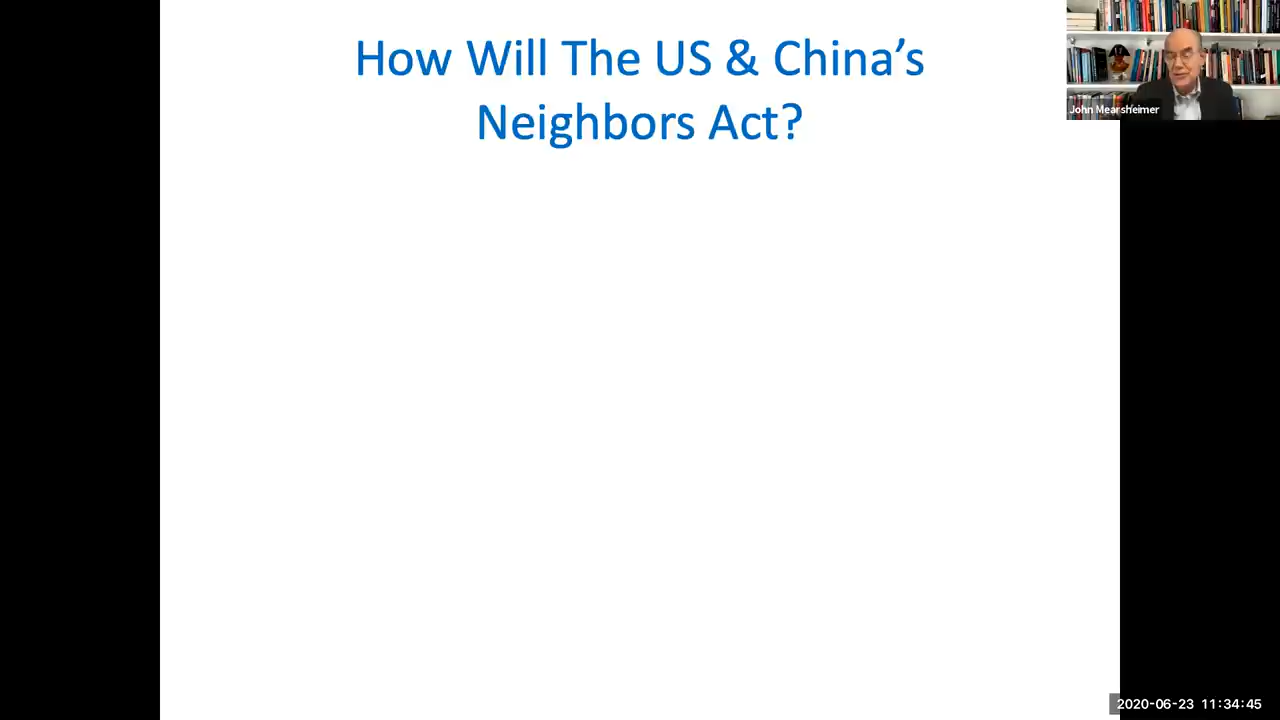 How Will The US & China’s
Neighbors Act?
John Mearsheimer
2020-06-23 11:34:45